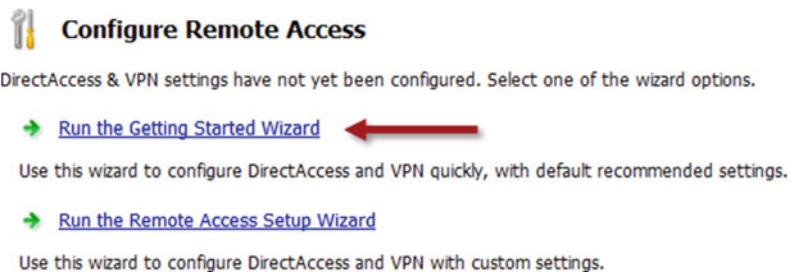 Configure Remote Access
DirectAccess & VPN settings have not yet been configured. Select one of the wizard options.
Run the Getting Started Wizard
Use this wizard to configure DirectAccess and VPN quickly, with default recommended settings.
Run the Remote Access Setup Wizard
Use this wizard to configure DirectAccess and VPN with custom settings.